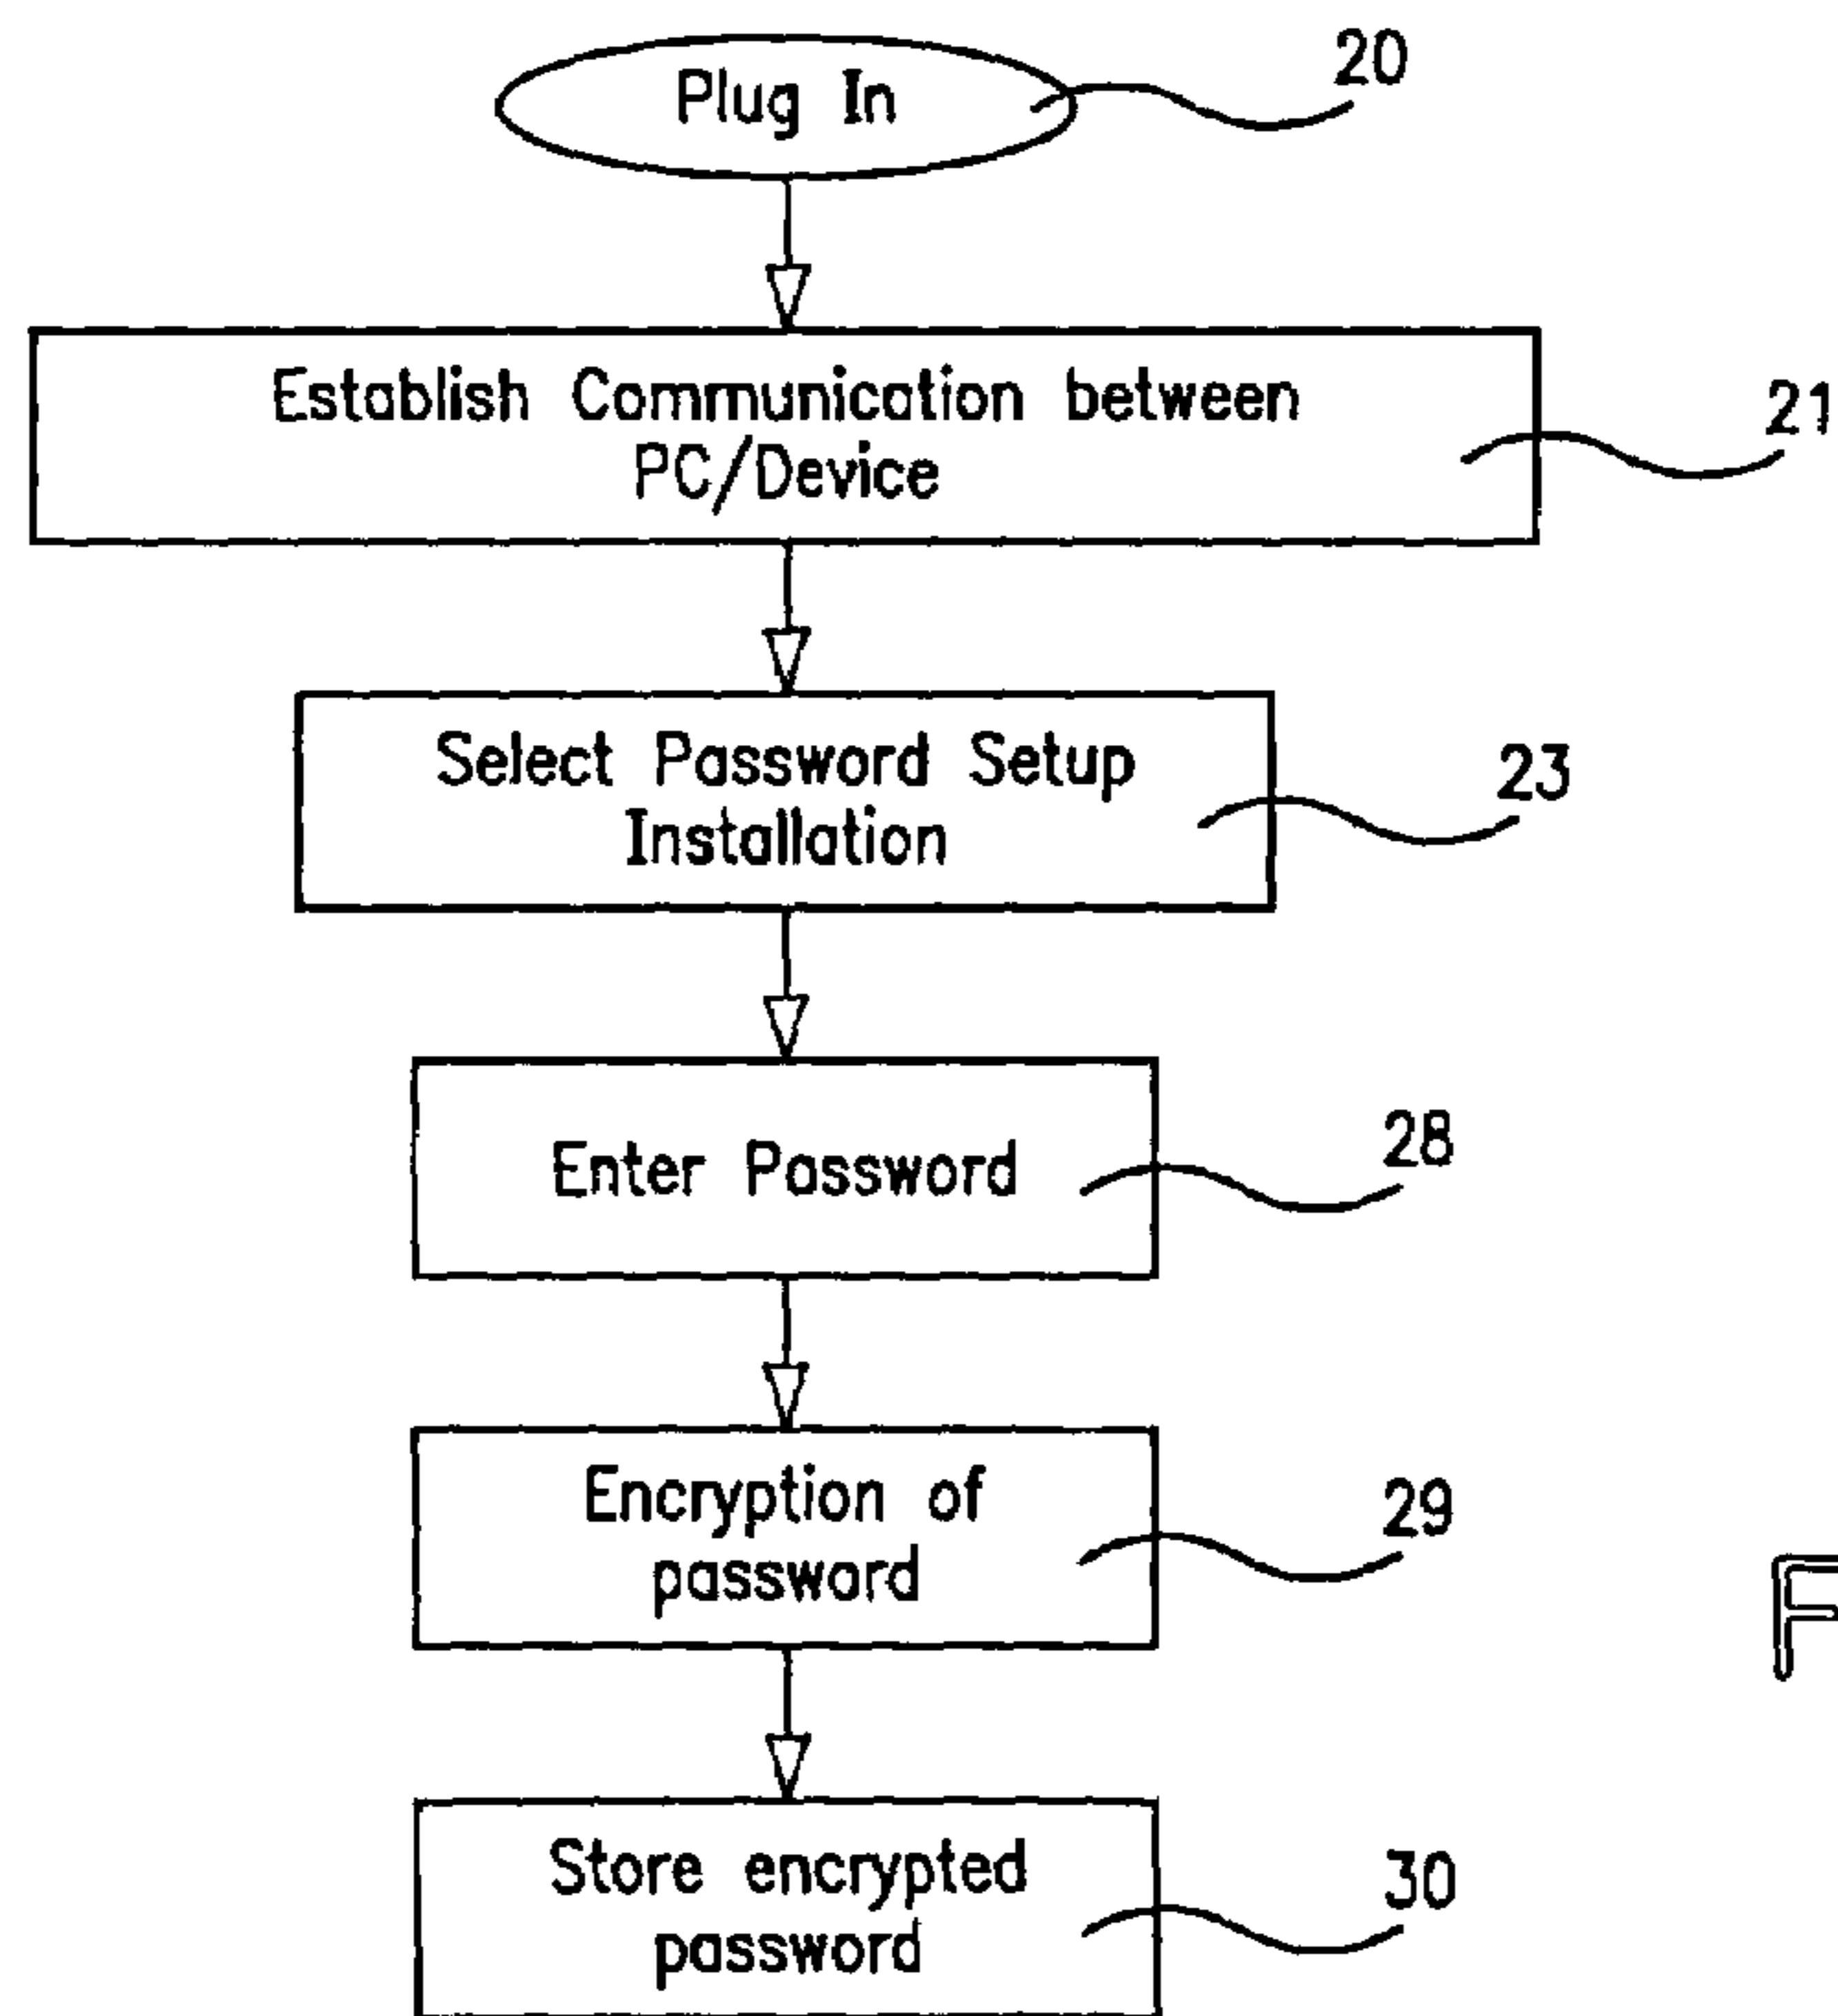 Plug In
20
Establish Communication between
PC/Device
21
Select Password Setup
Installation
23
Enter Password
28
Encryption of
password
29
F
Store encrypted
password
30